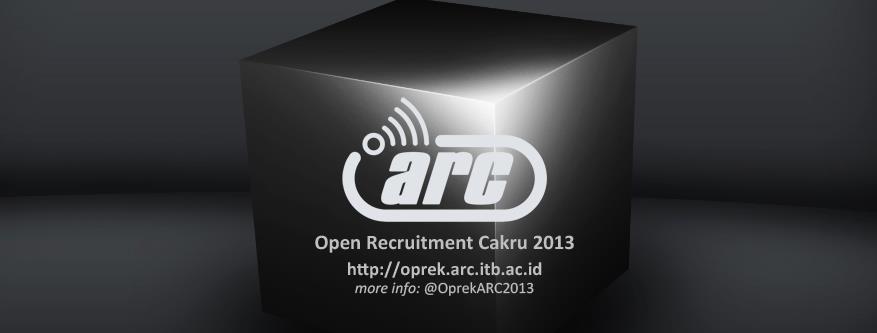 arc
Open Recruitment Cakru 2013
http://oprek.arc.itb.ac.id
more info: @OprekARC2013